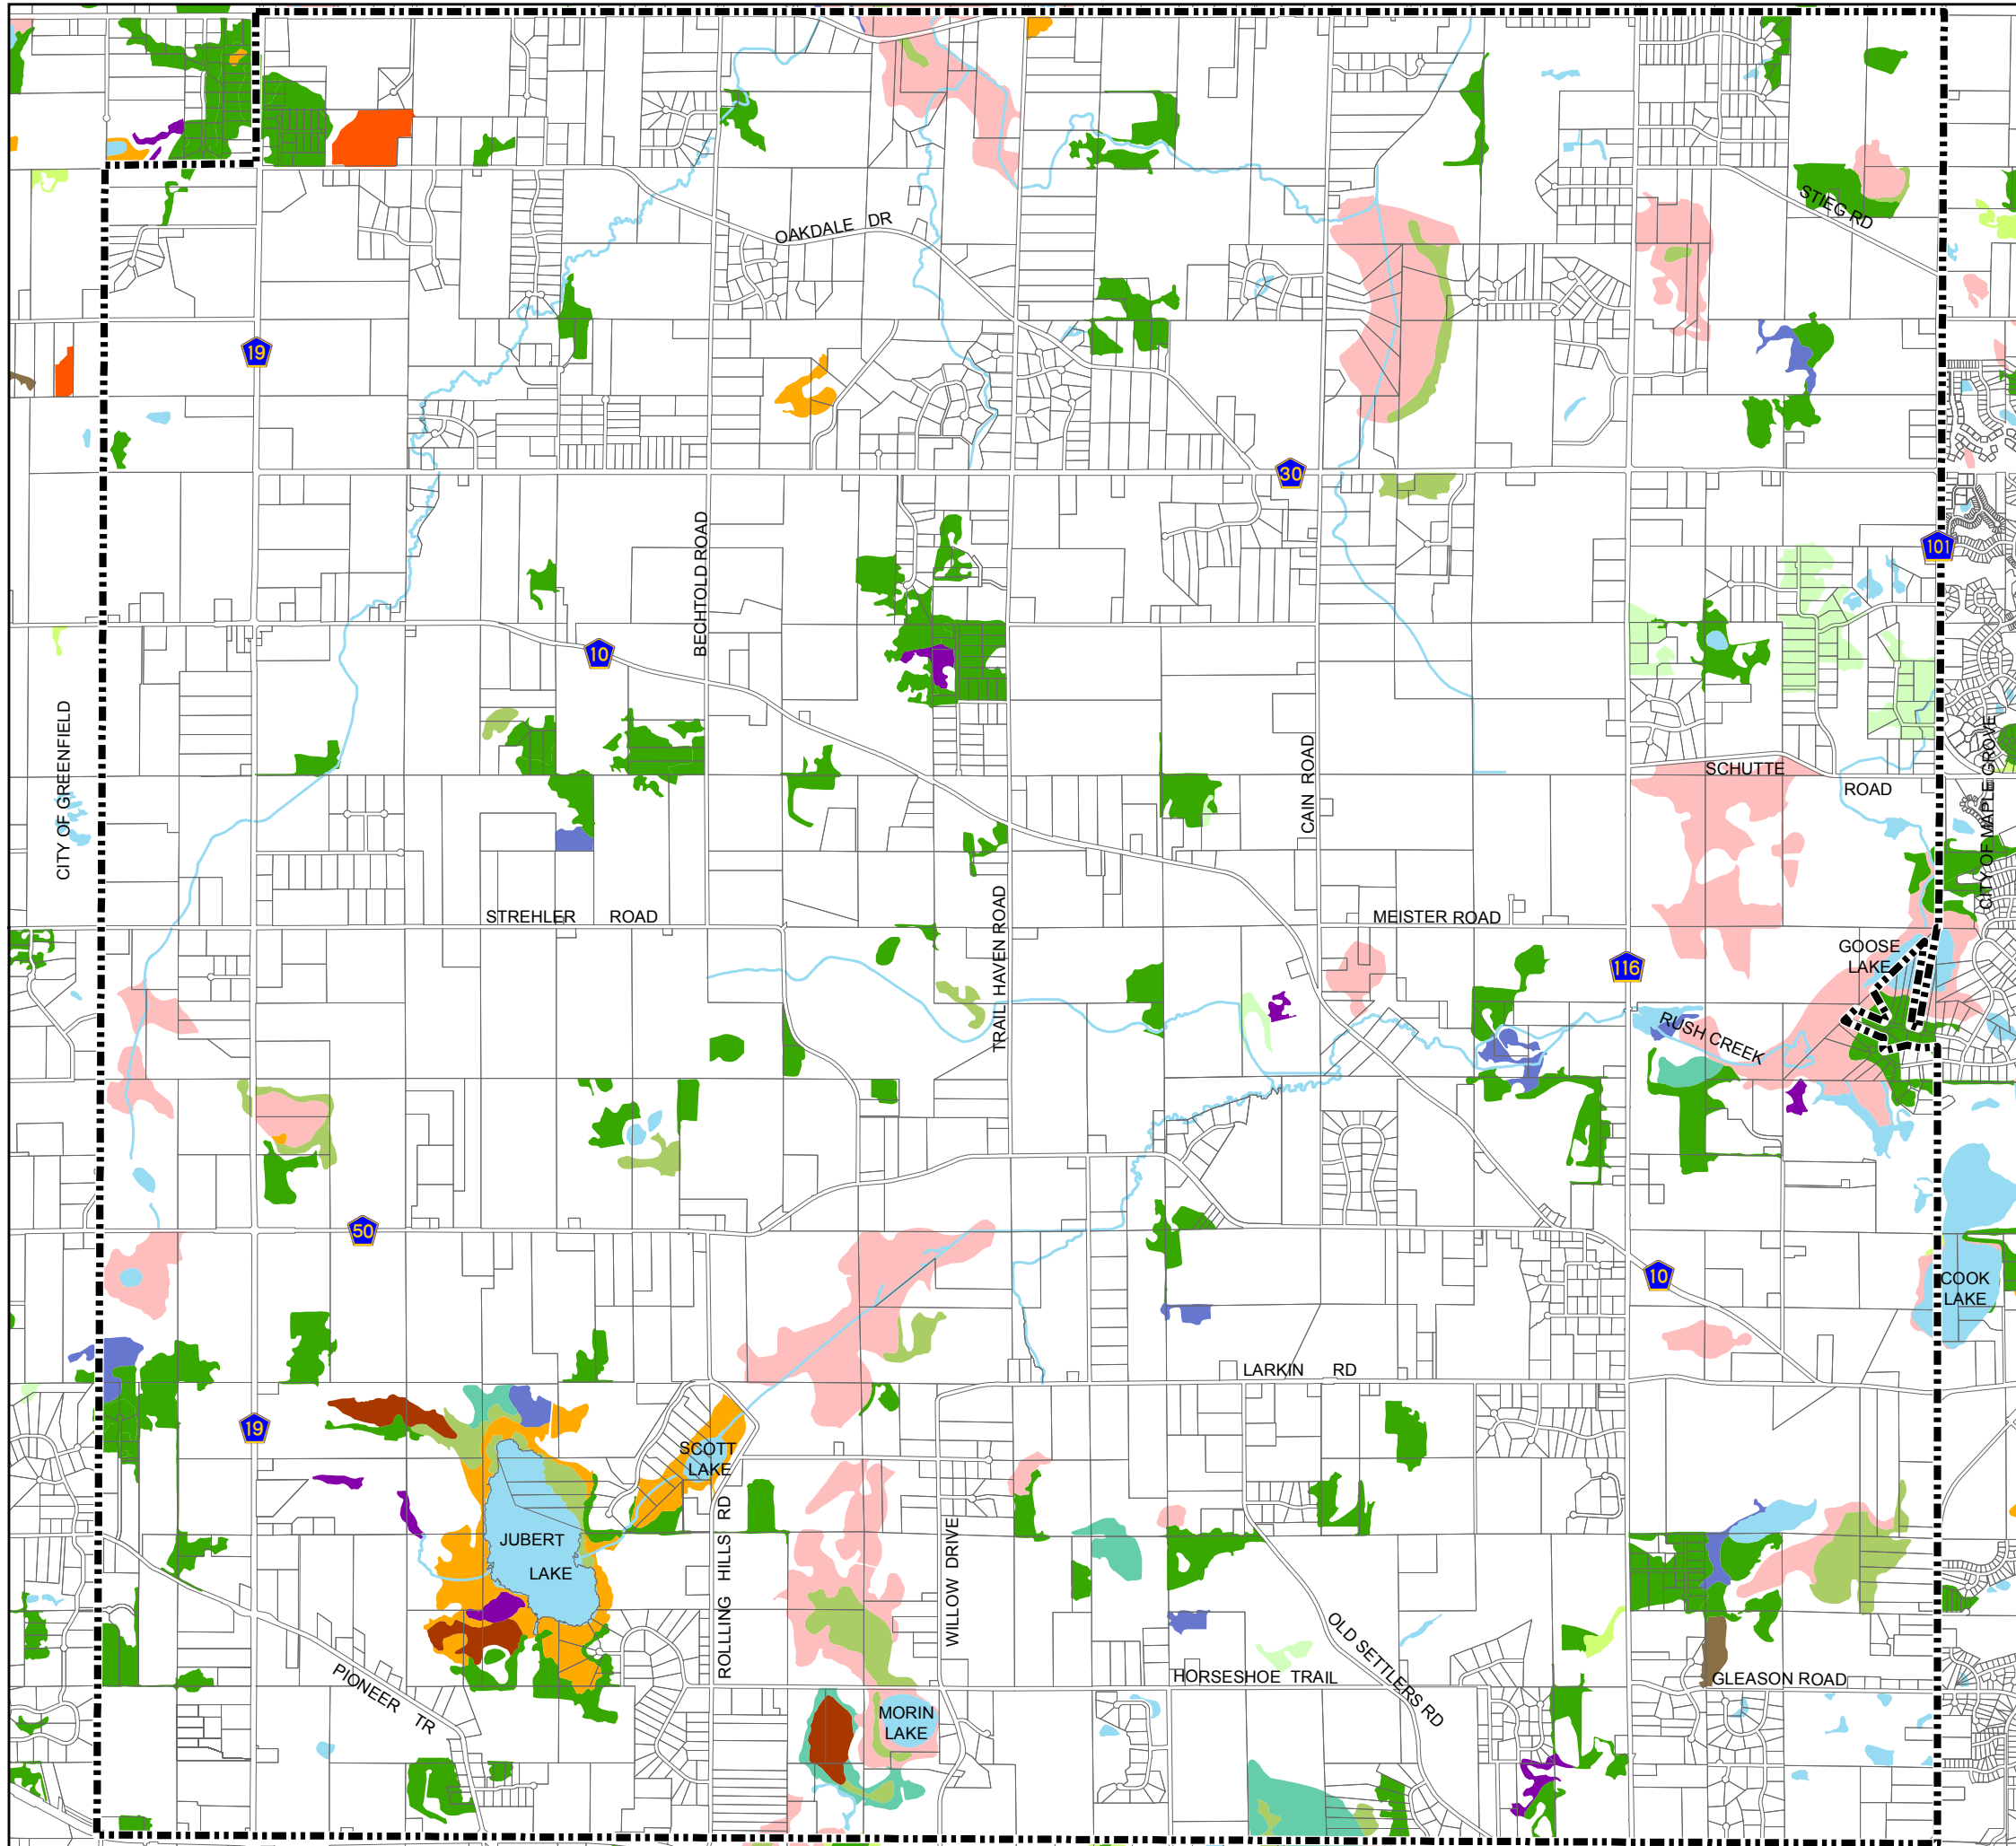 STIEG RD
OAKDALE DR
19
30
101
BECHTOLD ROAD
10
CITY OF GREENFIELD
CITY OF MAPLE GROVE
CAIN ROAD
SCHUTTE
ROAD
STREHLER ROAD
TRAIL HAVEN ROAD
MEISTER ROAD
GOOSE
LAKE
116
RUSH CREEK
50
10
COOK
LAKE
LARKIN RD
19
SCOTT
LAKE
JUBERT
LAKE
ROLLLING HILLS RD
WILLOW DRIVE
OLD SETTLERS RD
HORSESHOE TRAIL
GLEASON ROAD
PIONEER TR
MORIN
LAKE